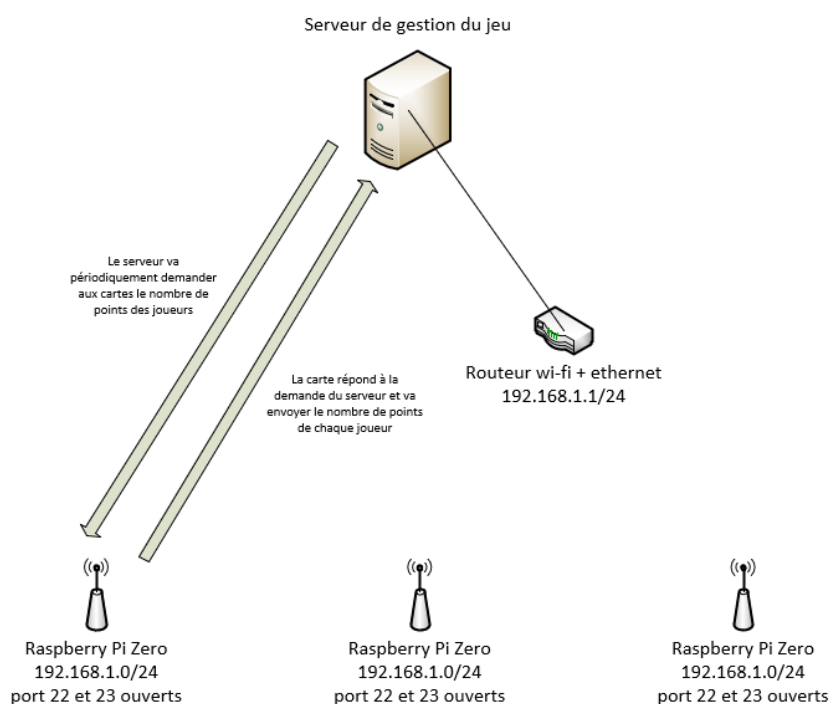 Serveur de gestion du jeu
Le serveur va
périodiquement demander
aux cartes le nombre de
points des joueurs
Routeur wi-fi + ethernet
192.168.1.1/24
La carte répond à la
demande du serveur et va
envoyer le nombre de points
de chaque joueur
Raspberry Pi Zero
192.168.1.0/24
port 22 et 23 ouverts
Raspberry Pi Zero
192.168.1.0/24
port 22 et 23 ouverts
Raspberry Pi Zero
192.168.1.0/24
port 22 et 23 ouverts